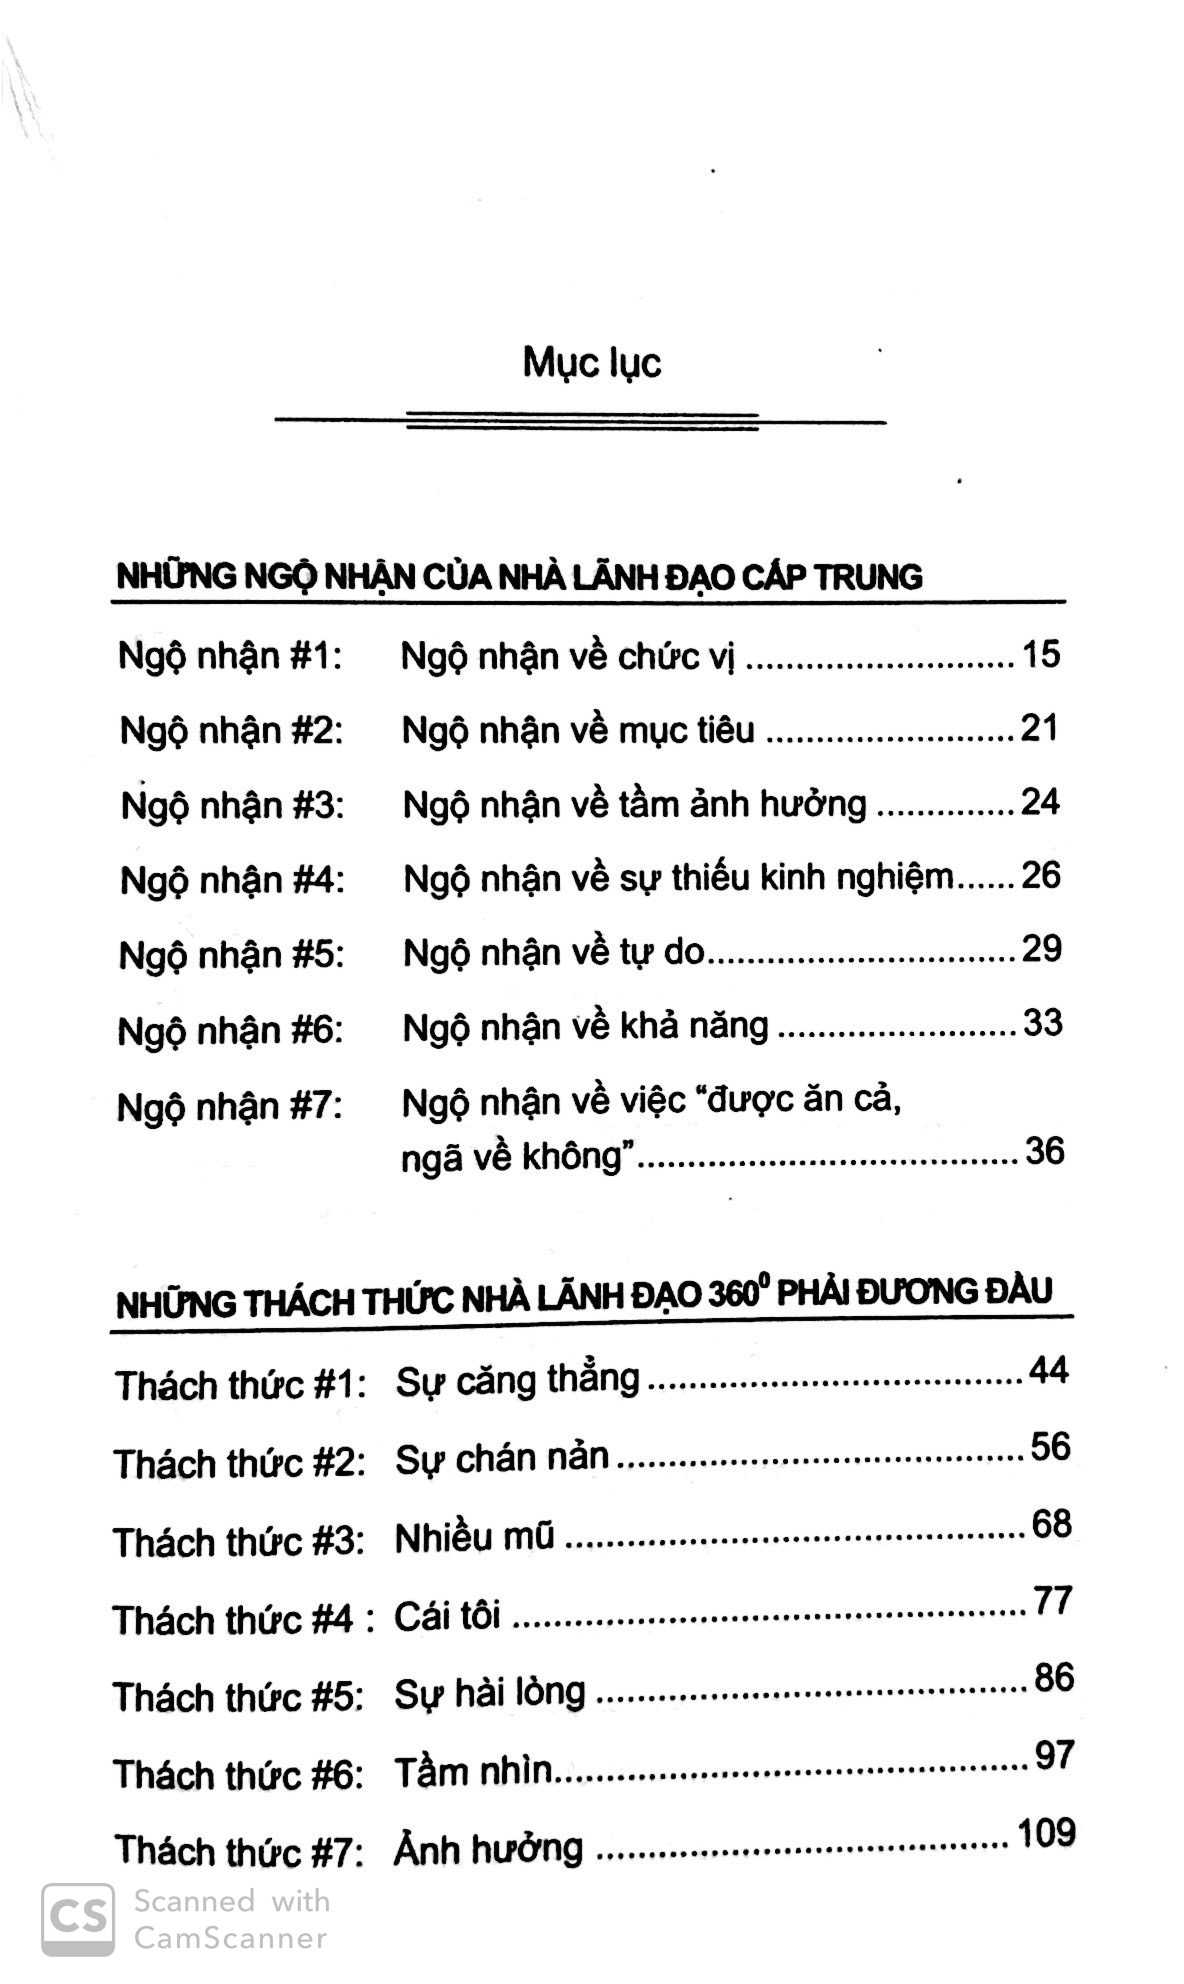 Mục lục
NHỮNG NGỘ NHẬN CỦA NHÀ LÃNH ĐẠO CẤP TRUNG
Ngộ nhận #1: Ngộ nhận về chức vị .......................... 15
Ngộ nhận #2: Ngộ nhận về mục tiêu ........................ 21
Ngộ nhận #3: Ngộ nhận về tầm ảnh hưởng .............. 24
Ngộ nhận #4: Ngộ nhận về sự thiếu kinh nghiệm...... 26
Ngộ nhận #5: Ngộ nhận về tự do.............................. 29
Ngộ nhận #6: Ngộ nhận về khả năng ....................... 33
Ngộ nhận #7: Ngộ nhận về việc “được ăn cả,
ngã về không”..................................... 36
NHỮNG THÁCH THỨC NHÀ LÃNH ĐẠO 360⁰ PHẢI ĐƯƠNG ĐẦU
Thách thức #1: Sự căng thẳng ..................................... 44
Thách thức #2: Sự chán nản ........................................ 56
Thách thức #3: Nhiều mũ ............................................. 68
Thách thức #4 : Cái tôi .................................................. 77
Thách thức #5: Sự hài lòng .......................................... 86
Thách thức #6: Tầm nhìn.............................................. 97
Thách thức #7: Ảnh hưởng ........................................ 109
CS Scanned with
CamScanner